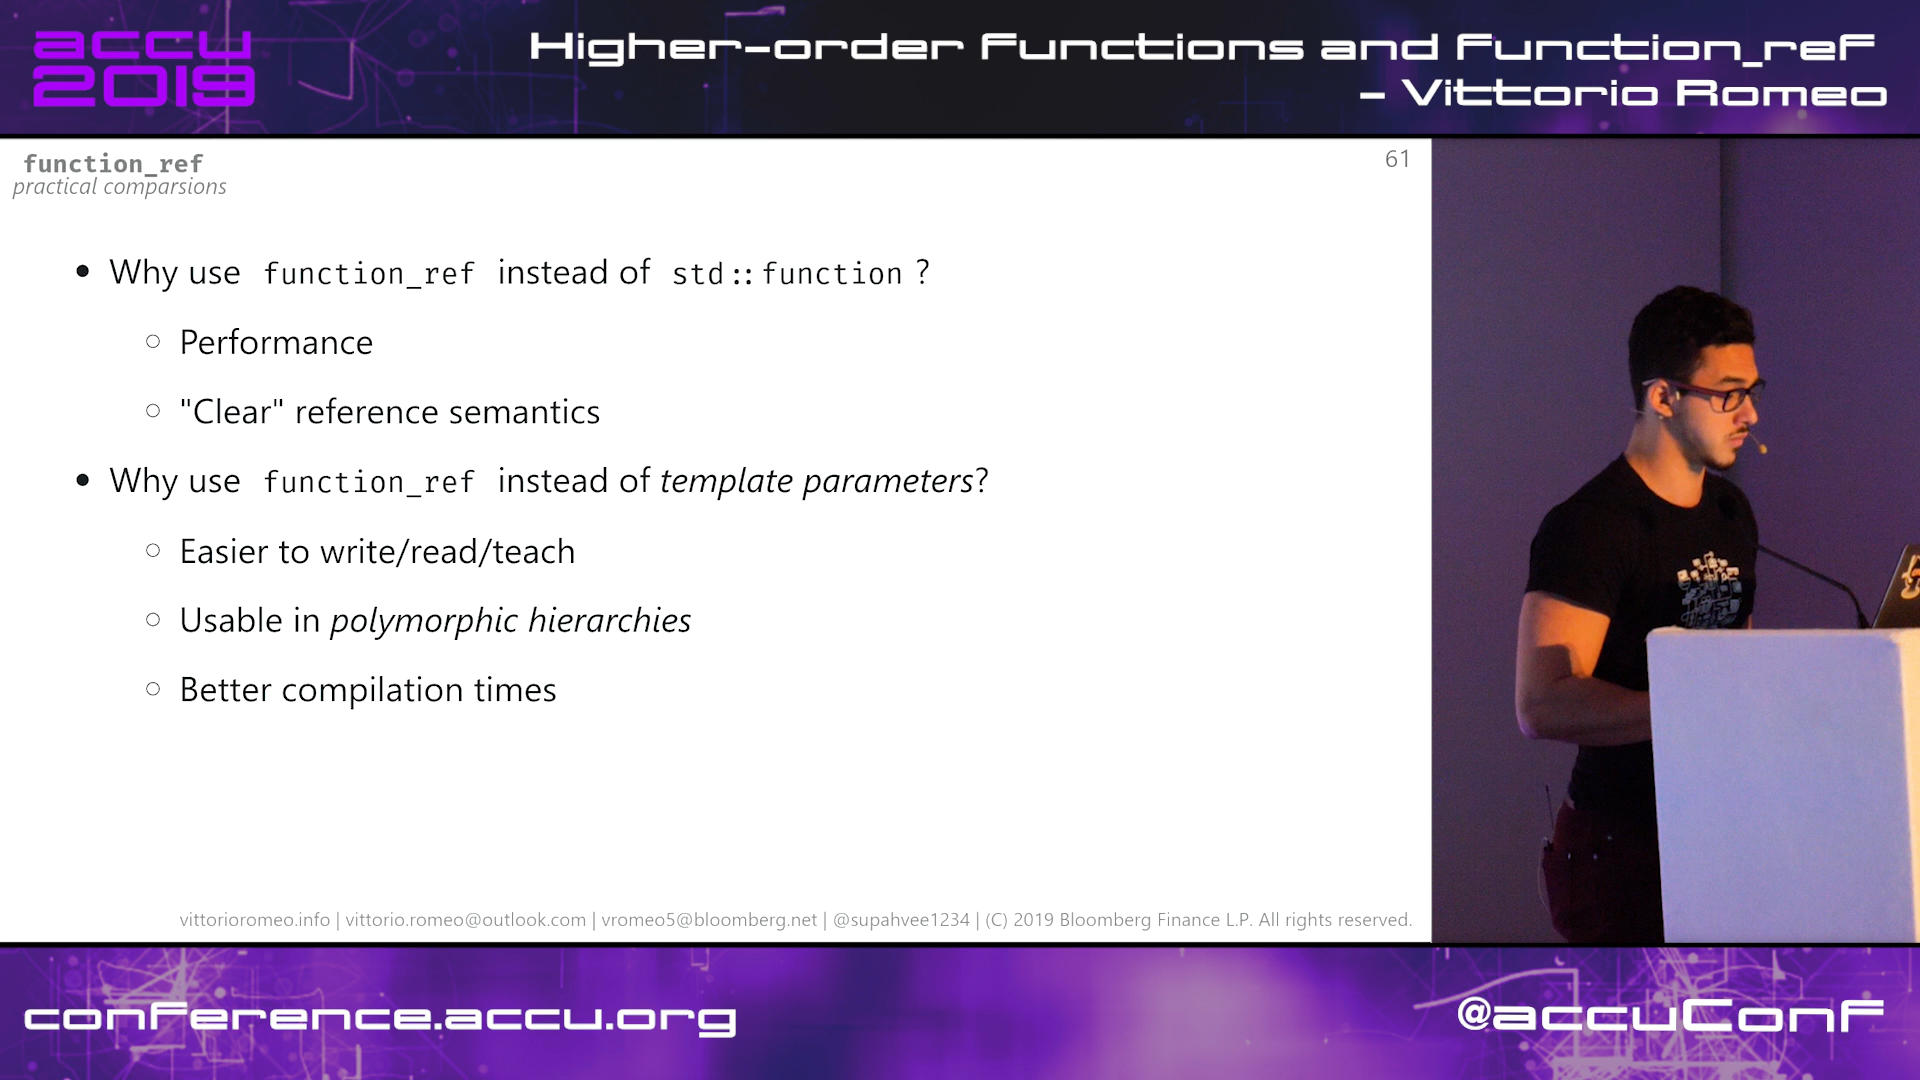 accu
2019
Higher-order Functions and Function_ref
- Vittorio Romeo
function_ref
practical comparsions
61
• Why use function_ref instead of std::function ?
○ Performance
○ "Clear" reference semantics
• Why use function_ref instead of template parameters?
○ Easier to write/read/teach
○ Usable in polymorphic hierarchies
○ Better compilation times
vittorioromeo.info | vittorio.romeo@outlook.com | vromeo5@bloomberg.net | @supahvee1234 | (C) 2019 Bloomberg Finance L.P. All rights reserved.
conference.accu.org
@accuConf